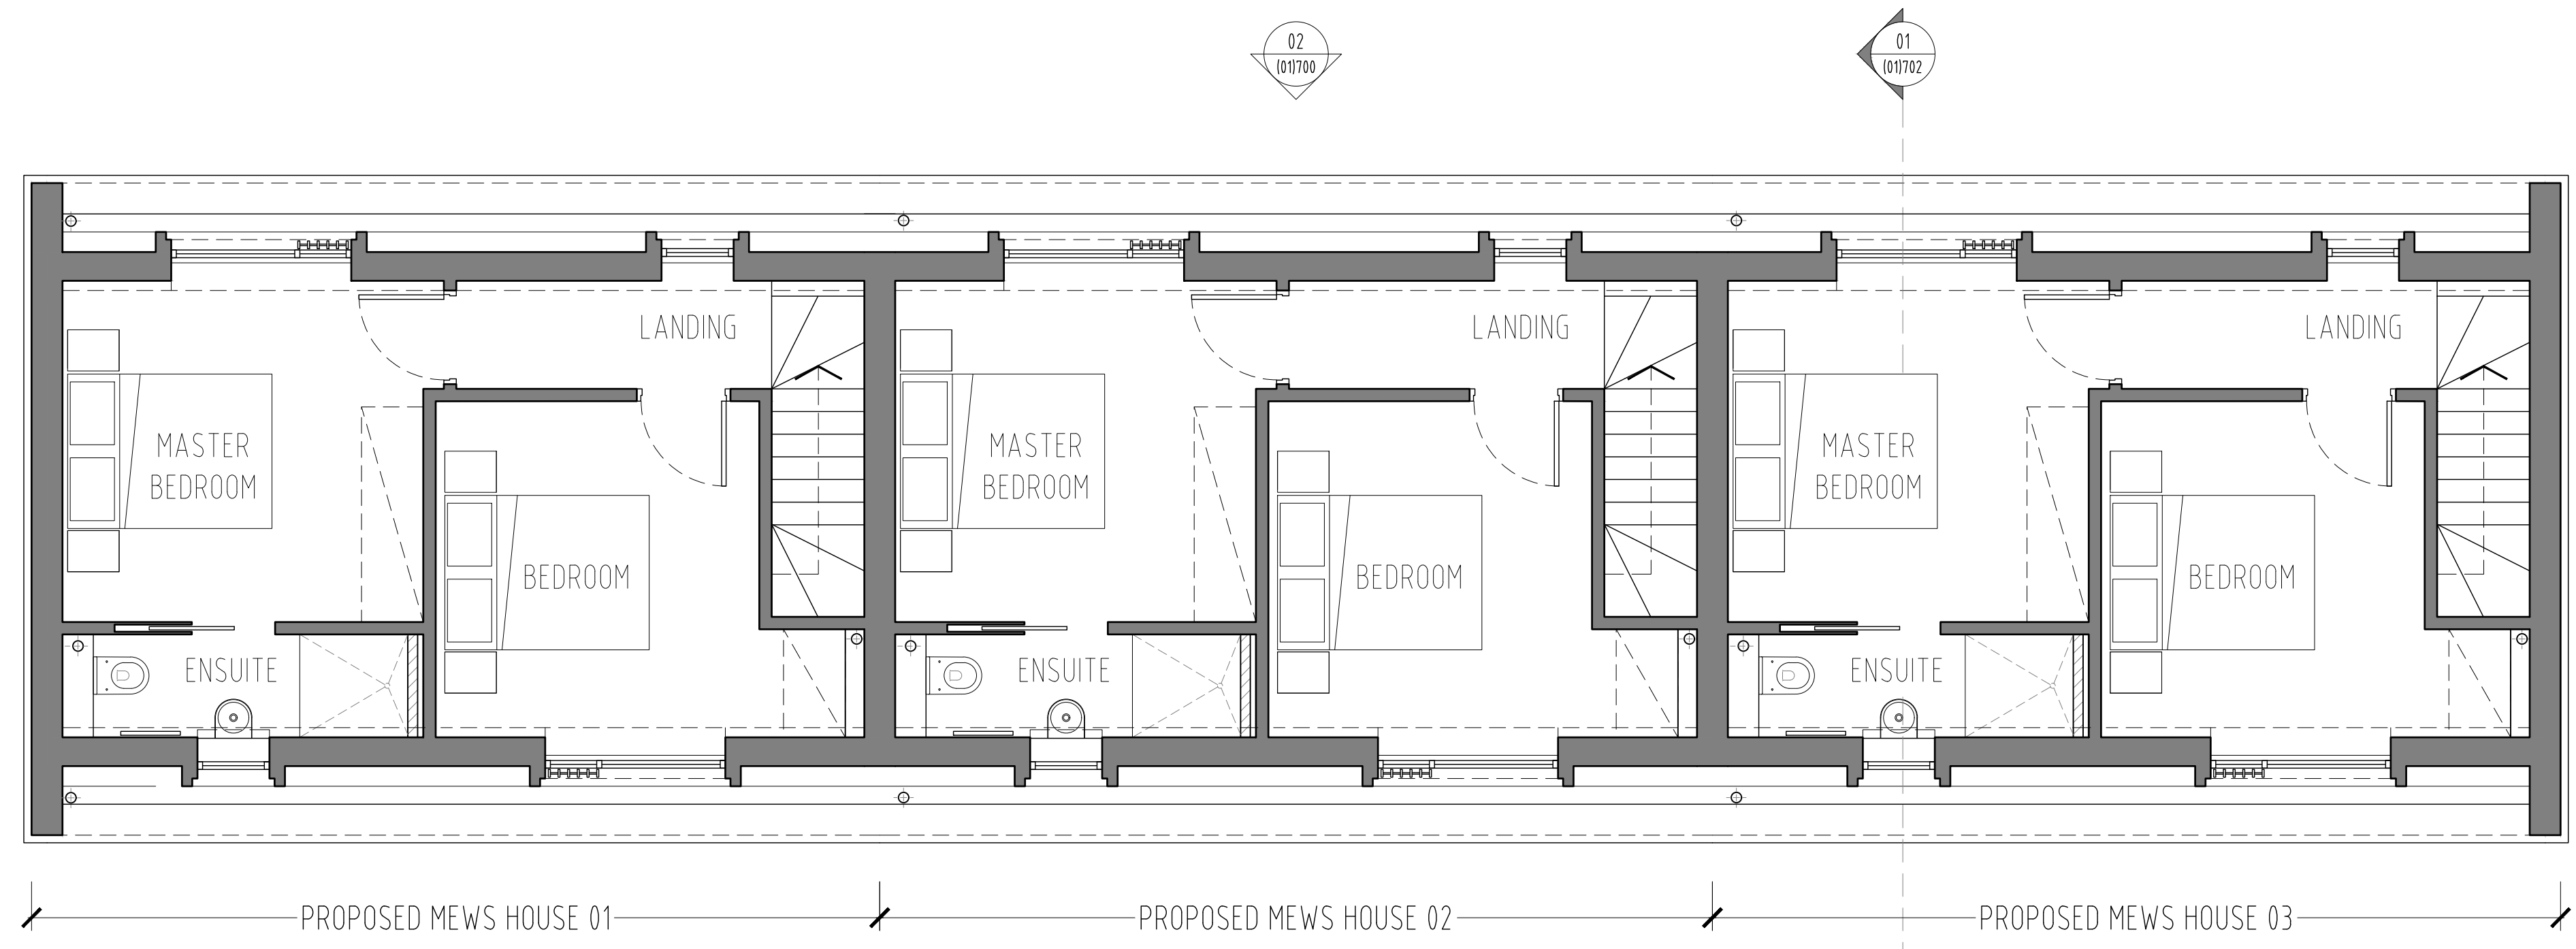 02
(01)700
01
(01)702
LANDING
LANDING
LANDING
MASTER
BEDROOM
MASTER
BEDROOM
MASTER
BEDROOM
BEDROOM
BEDROOM
BEDROOM
ENSUITE
ENSUITE
ENSUITE
PROPOSED MEWS HOUSE 01
PROPOSED MEWS HOUSE 02
PROPOSED MEWS HOUSE 03